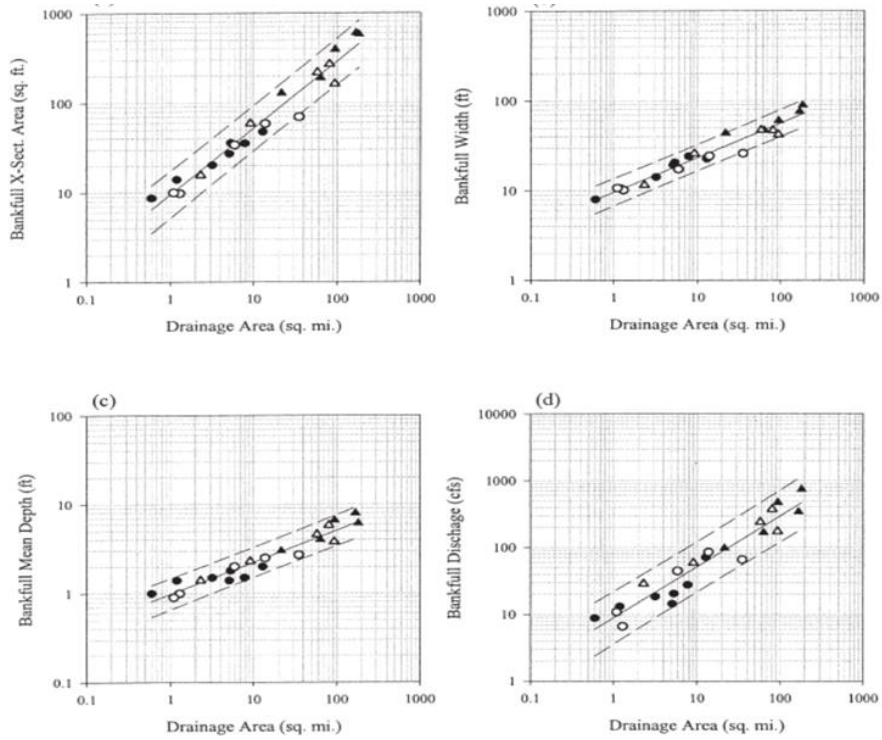 1000
100
10
1
Bankfull X-Sect. Area (sq. ft.)
0.1 1 10 100 1000
Drainage Area (sq. mi.)
1000
100
10
1
Bankfull Width (ft)
0.1 1 10 100 1000
Drainage Area (sq. mi.)
(c)
100
10
1
0.1
Bankfull Mean Depth (ft)
0.1 1 10 100 1000
Drainage Area (sq. mi.)
(d)
10000
1000
100
10
1
Bankfull Dischage (cfs)
0.1 1 10 100 1000
Drainage Area (sq. mi.)